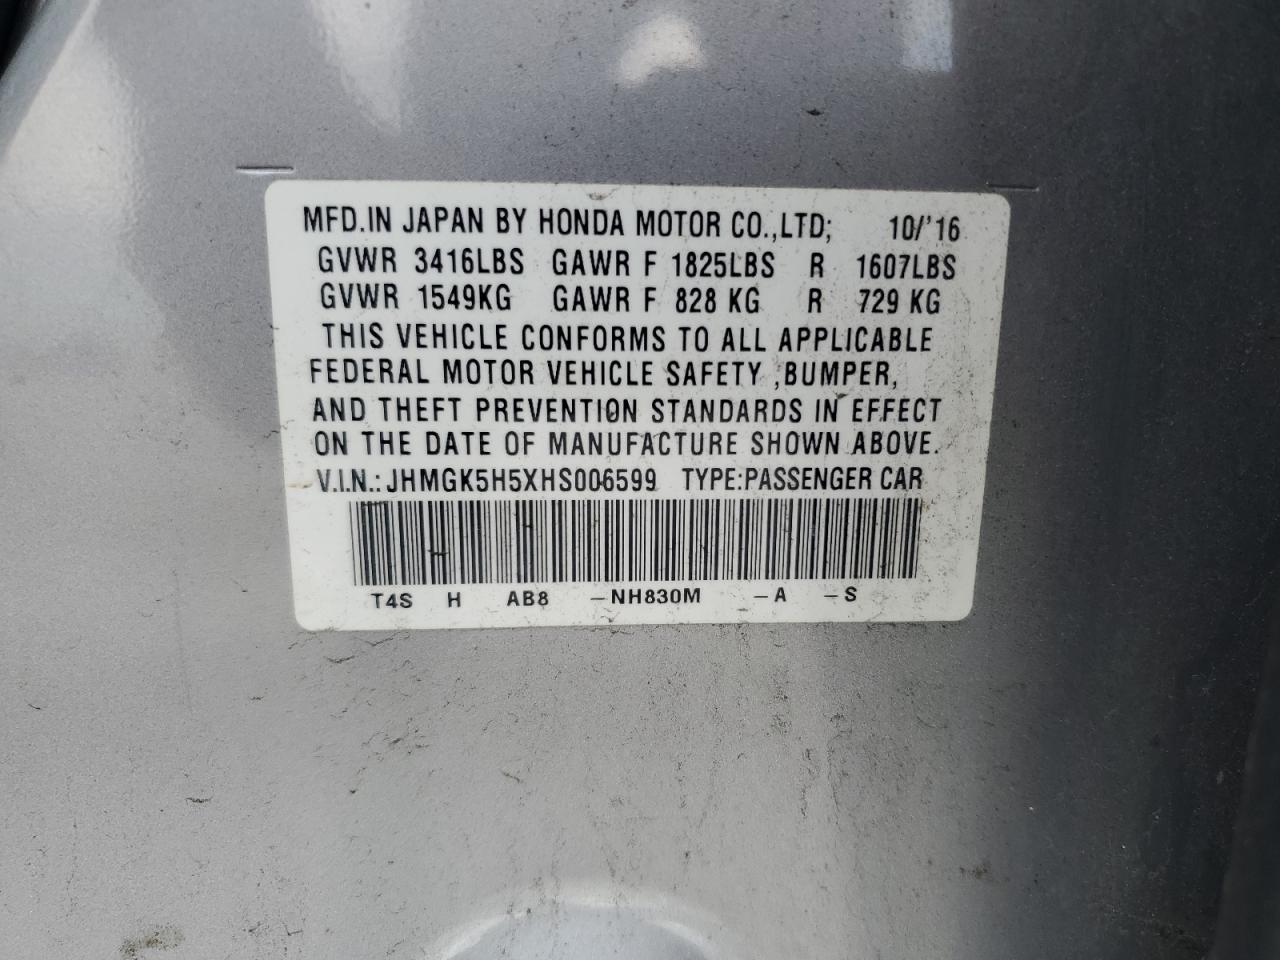 MFD.IN JAPAN BY HONDA MOTOR CO.,LTD; 10/'16
GVWR 3416LBS GAWR F 1825LBS R 1607LBS
GVWR 1549KG GAWR F 828 KG R 729 KG
THIS VEHICLE CONFORMS TO ALL APPLICABLE
FEDERAL MOTOR VEHICLE SAFETY ,BUMPER,
AND THEFT PREVENTION STANDARDS IN EFFECT
ON THE DATE OF MANUFACTURE SHOWN ABOVE.
V.I.N.: JHMGK5H5XHS006599 TYPE:PASSENGER CAR
T4S H AB8 -NH830M -A -S